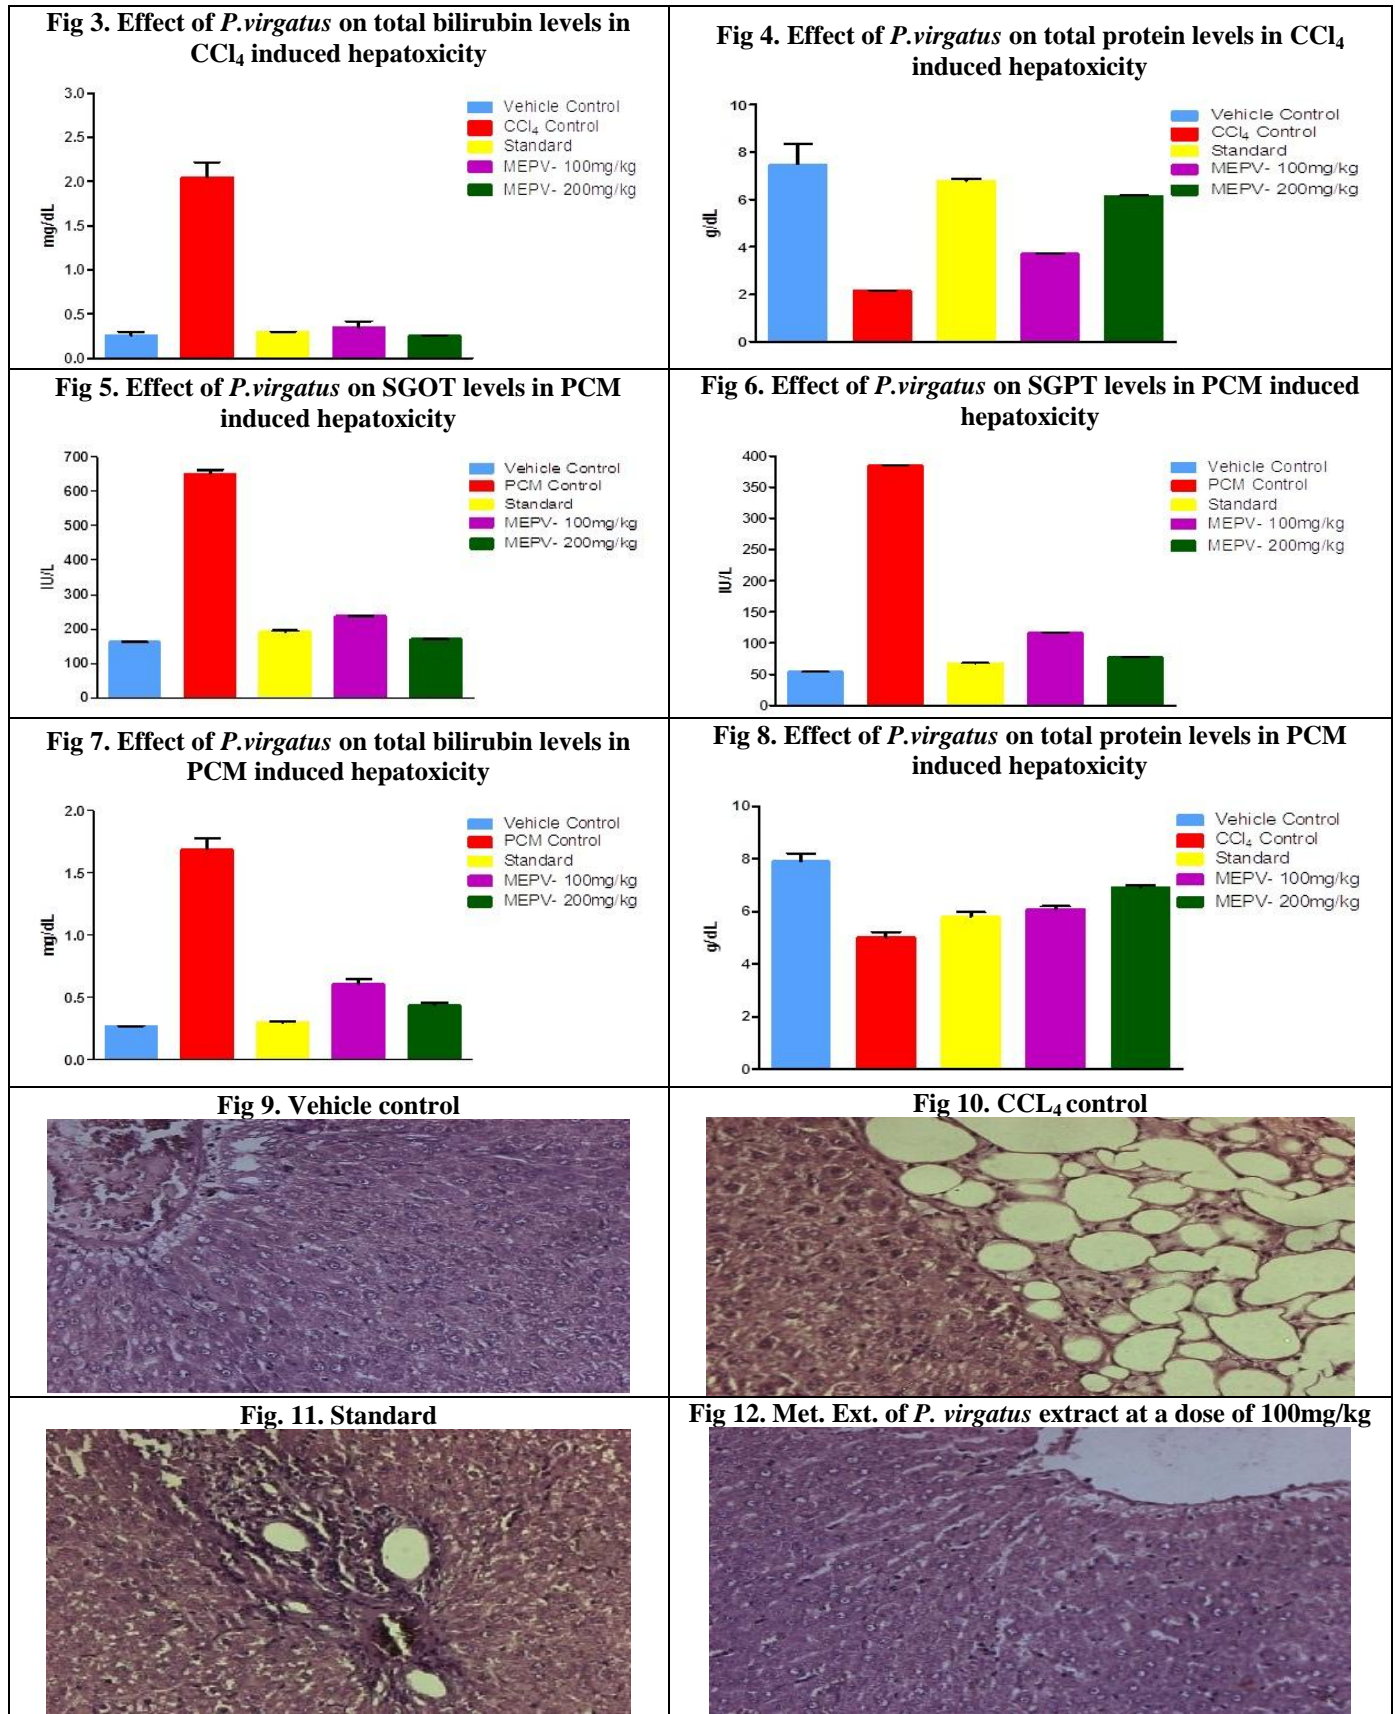 Fig 3. Effect of P.virgatus on total bilirubin levels in
CCl₄ induced hepatoxicity
3.0
2.5
2.0
1.5
1.0
0.5
0.0
mg/dL
Vehicle Control
CCl₄ Control
Standard
MEPV- 100mg/kg
MEPV- 200mg/kg
Fig 4. Effect of P.virgatus on total protein levels in CCl₄
induced hepatoxicity
10
8
6
4
2
0
g/dL
Vehicle Control
CCl₄ Control
Standard
MEPV- 100mg/kg
MEPV- 200mg/kg
Fig 5. Effect of P.virgatus on SGOT levels in PCM
induced hepatoxicity
700
600
500
400
300
200
100
0
IU/L
Vehicle Control
PCM Control
Standard
MEPV- 100mg/kg
MEPV- 200mg/kg
Fig 6. Effect of P.virgatus on SGPT levels in PCM induced
hepatoxicity
400
350
300
250
200
150
100
50
0
IU/L
Vehicle Control
PCM Control
Standard
MEPV- 100mg/kg
MEPV- 200mg/kg
Fig 7. Effect of P.virgatus on total bilirubin levels in
PCM induced hepatoxicity
2.0
1.5
1.0
0.5
0.0
mg/dL
Vehicle Control
PCM Control
Standard
MEPV- 100mg/kg
MEPV- 200mg/kg
Fig 8. Effect of P.virgatus on total protein levels in PCM
induced hepatoxicity
10
8
6
4
2
0
g/dL
Vehicle Control
CCl₄ Control
Standard
MEPV- 100mg/kg
MEPV- 200mg/kg
Fig 9. Vehicle control
Fig 10. CCL₄ control
Fig. 11. Standard
Fig 12. Met. Ext. of P. virgatus extract at a dose of 100mg/kg